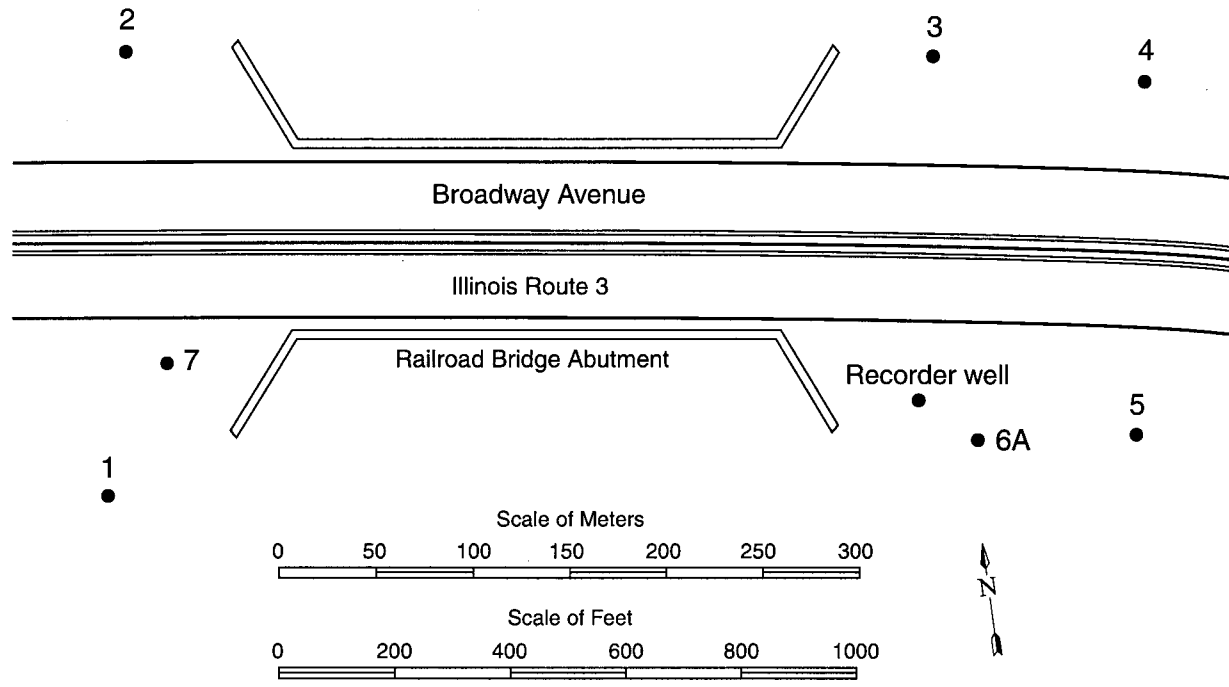 2
3
4
Broadway Avenue
Illinois Route 3
7
Railroad Bridge Abutment
Recorder well
5
6A
1
Scale of Meters
0 50 100 150 200 250 300
N
Scale of Feet
0 200 400 600 800 1000